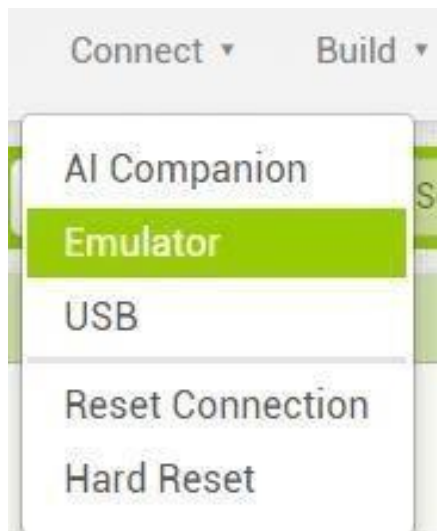 Connect ▾ Build ▾
AI Companion
Emulator
S
USB
Reset Connection
Hard Reset